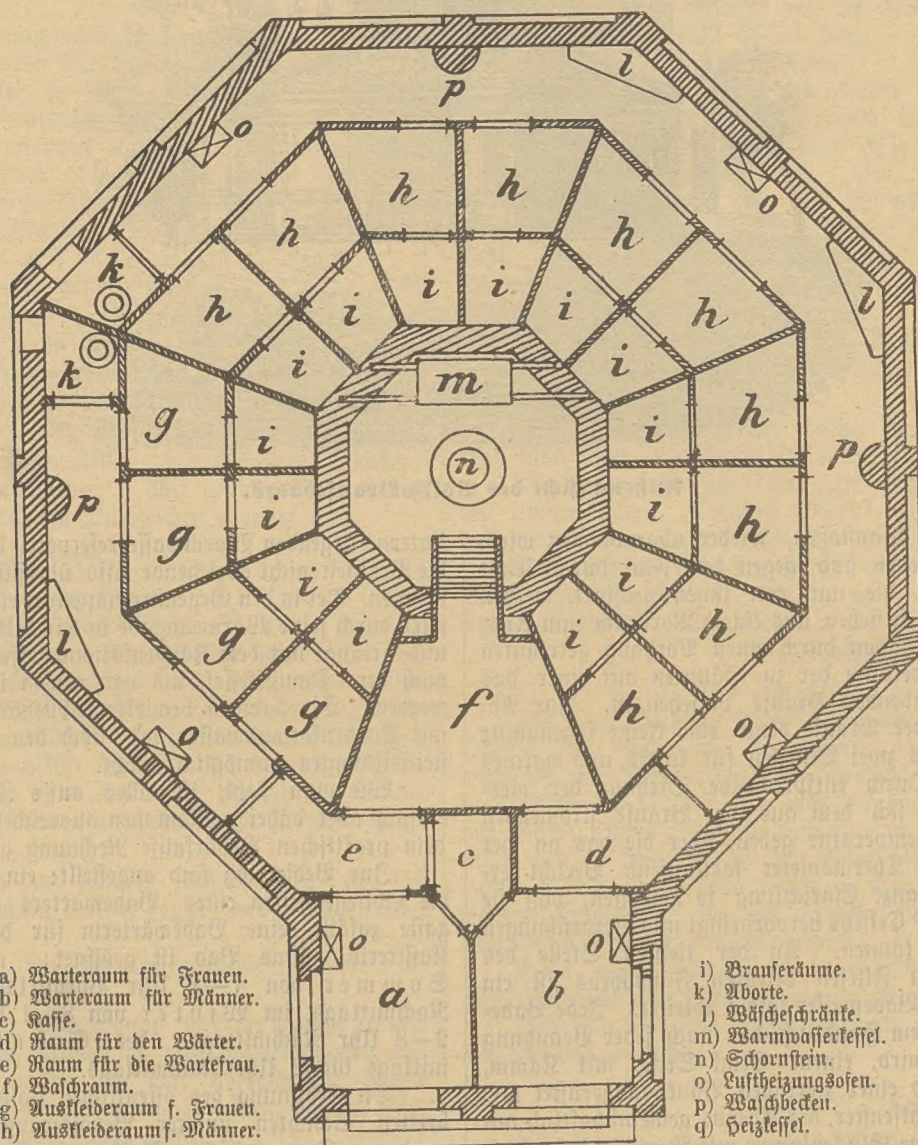 l
p
o
h
h
k
h
h
o
h
i
i
h
i
i
l
k
i
m
i
h
g
i
i
n
p
p
g
i
i
h
l
i
i
h
g
i
i
g
f
h
o
o
e
c
d
o
o
a
b
a) Warteraum für Frauen.
b) Warteraum für Männer.
c) Kasse.
d) Raum für den Wärter.
e) Raum für die Wartefrau.
f) Waschraum.
g) Auskleideraum f. Frauen.
h) Auskleideraum f. Männer.
i) Brauseräume.
k) Aborte.
l) Wäscheschränke.
m) Warmwasserkessel.
n) Schornstein.
o) Luftheizungsofen.
p) Waschbecken.
q) Heizkessel.